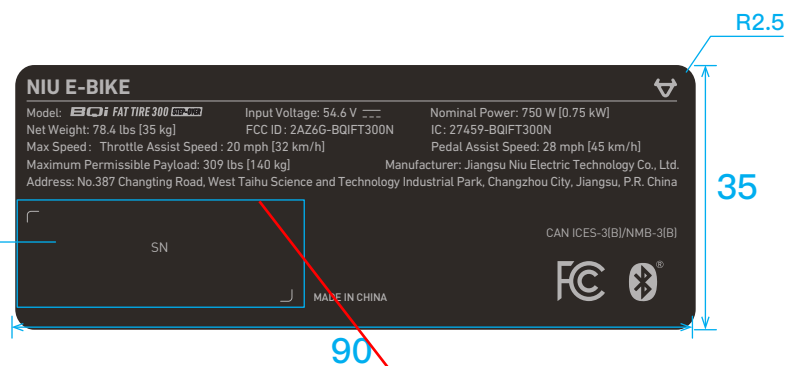 R2.5
NIU E-BIKE
Model: BQi FAT TIRE 300 Input Voltage: 54.6 V Nominal Power: 750 W [0.75 kW]
Net Weight: 78.4 lbs [35 kg] FCC ID : 2AZ6G-BQIFT300N IC: 27459-BQIFT300N
Max Speed : Throttle Assist Speed : 20 mph [32 km/h] Pedal Assist Speed: 28 mph [45 km/h]
Maximum Permissible Payload: 309 lbs [140 kg] Manufacturer: Jiangsu Niu Electric Technology Co., Ltd.
Address: No.387 Changting Road, West Taihu Science and Technology Industrial Park, Changzhou City, Jiangsu, P.R. China
35
SN
CAN ICES-3(B)/NMB-3(B)
FC ®
MADE IN CHINA
90